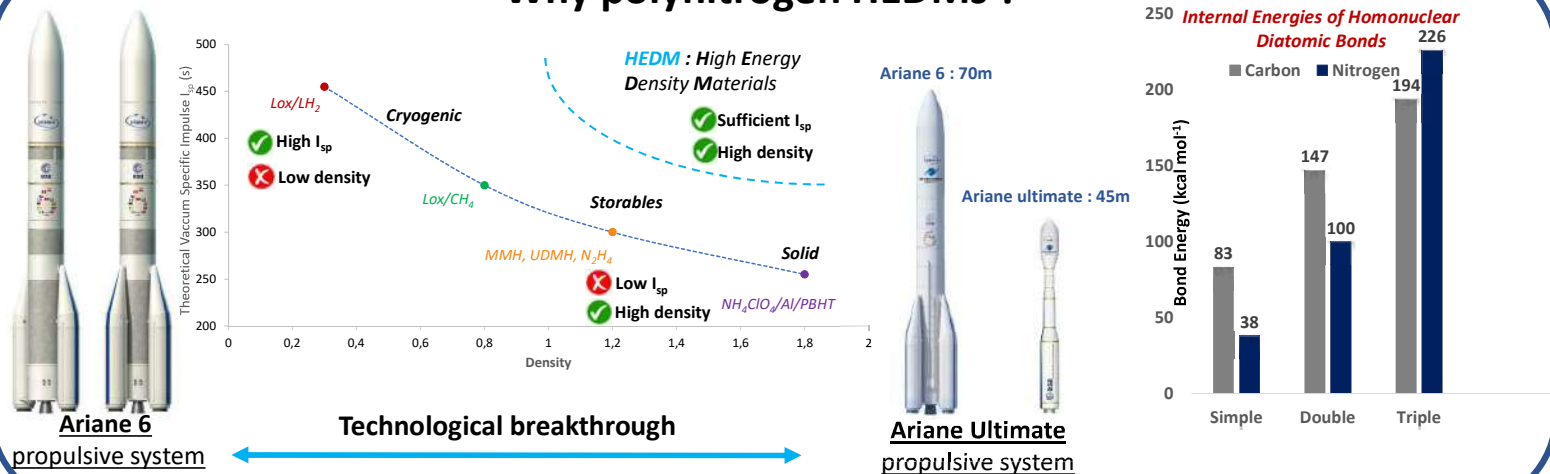 Why polynitrogen HEDMs ?
Theoretical Vaccum Specific Impulse Isp (s)
500
450
400
350
300
250
200
0
0,2
0,4
0,6
0,8
1
1,2
1,4
1,6
1,8
2
Density
Lox/LH2
Cryogenic
High Isp
Low density
Lox/CH4
Storables
MMH, UDMH, N2H4
Low Isp
High density
Solid
NH4ClO4/Al/PBHT
HEDM : High Energy
Density Materials
Sufficient Isp
High density
Ariane 6
propulsive system
Technological breakthrough
Ariane 6 : 70m
Ariane ultimate : 45m
Ariane Ultimate
propulsive system
Internal Energies of Homonuclear
Diatomic Bonds
Carbon
Nitrogen
Bond Energy (kcal mol-1)
250
200
150
100
50
0
83
38
147
100
194
226
Simple
Double
Triple